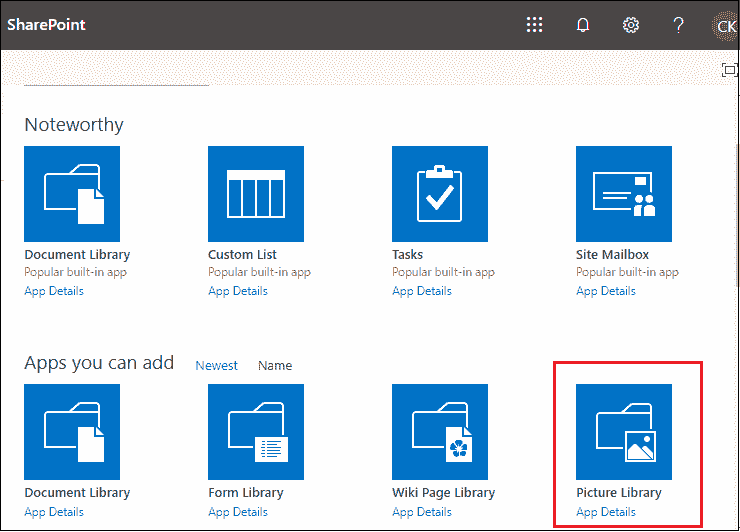 SharePoint
? CK
Noteworthy
Document Library Custom List Tasks Site Mailbox
Popular built-in app Popular built-in app Popular built-in app Popular built-in app
App Details App Details App Details App Details
Apps you can add Newest Name
Document Library Form Library Wiki Page Library Picture Library
App Details App Details App Details App Details